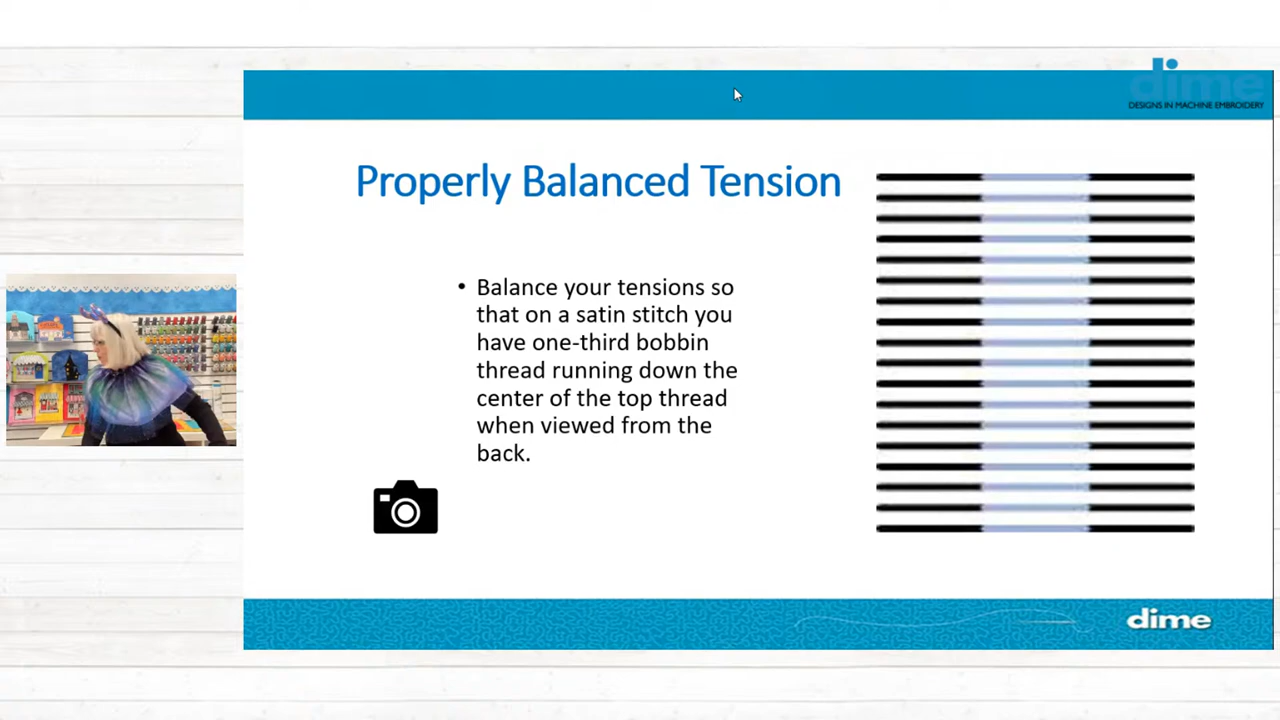 dime
DESIGNS IN MACHINE EMBROIDERY
Properly Balanced Tension
• Balance your tensions so
that on a satin stitch you
have one-third bobbin
thread running down the
center of the top thread
when viewed from the
back.
dime